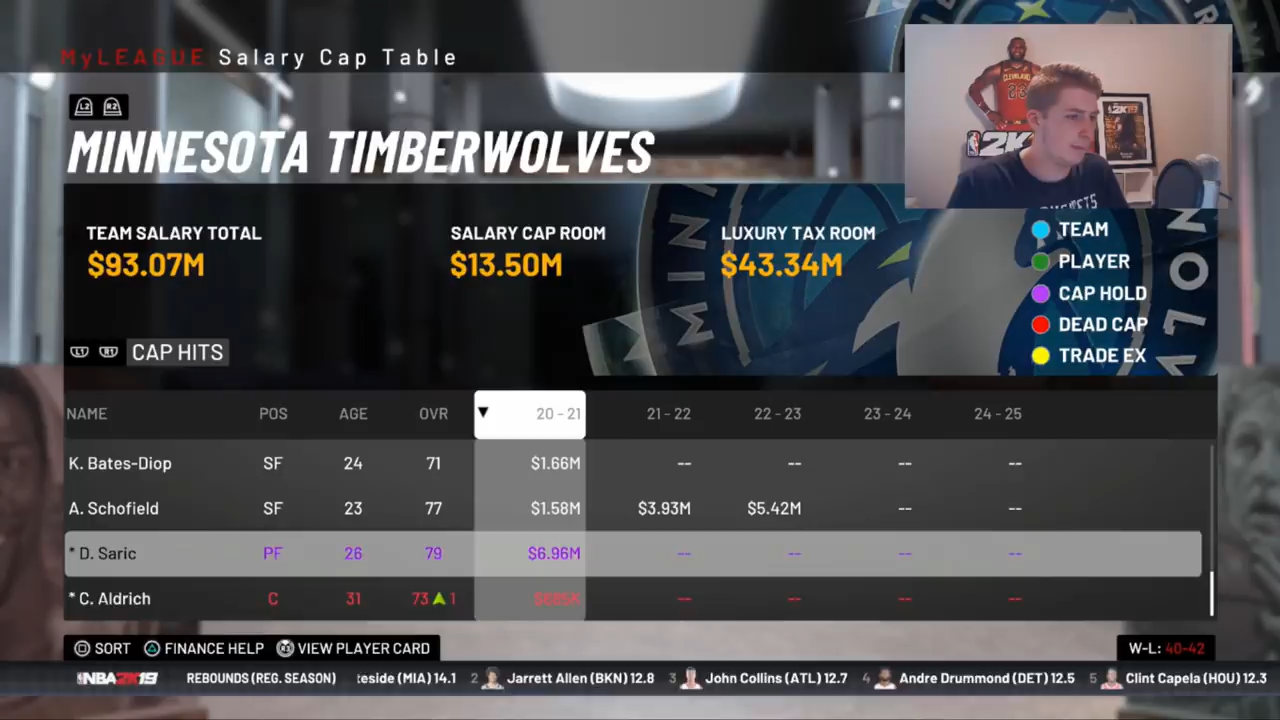 MyLEAGUE Salary Cap Table
L2 R2
MINNESOTA TIMBERWOLVES
TEAM SALARY TOTAL SALARY CAP ROOM LUXURY TAX ROOM
$93.07M $13.50M $43.34M
TEAM
PLAYER
CAP HOLD
DEAD CAP
TRADE EX
L1 R1 CAP HITS
NAME POS AGE OVR 20 - 21 21 - 22 22 - 23 23 - 24 24 - 25
K. Bates-Diop SF 24 71 $1.66M -- -- -- --
A. Schofield SF 23 77 $1.58M $3.93M $5.42M -- --
* D. Saric PF 26 79 $6.96M -- -- -- --
* C. Aldrich C 31 73 1 -- -- -- --
SORT FINANCE HELP VIEW PLAYER CARD
W-L: 40-42
NBA 2K19 REBOUNDS (REG. SEASON) :eside (MIA) 14.1 2 Jarrett Allen (BKN) 12.8 3 John Collins (ATL) 12.7 4 Andre Drummond (DET) 12.5 5 Clint Capela (HOU) 12.3